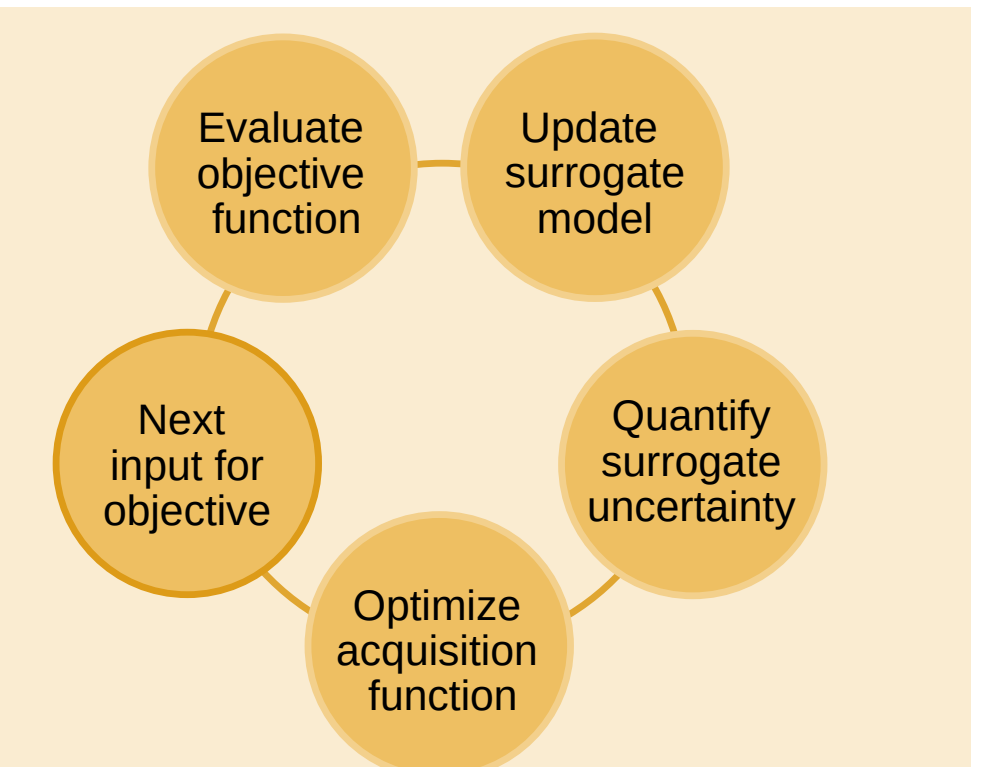 Evaluate
objective
function
Update
surrogate
model
Quantify
surrogate
uncertainty
Optimize
acquisition
function
Next
input for
objective